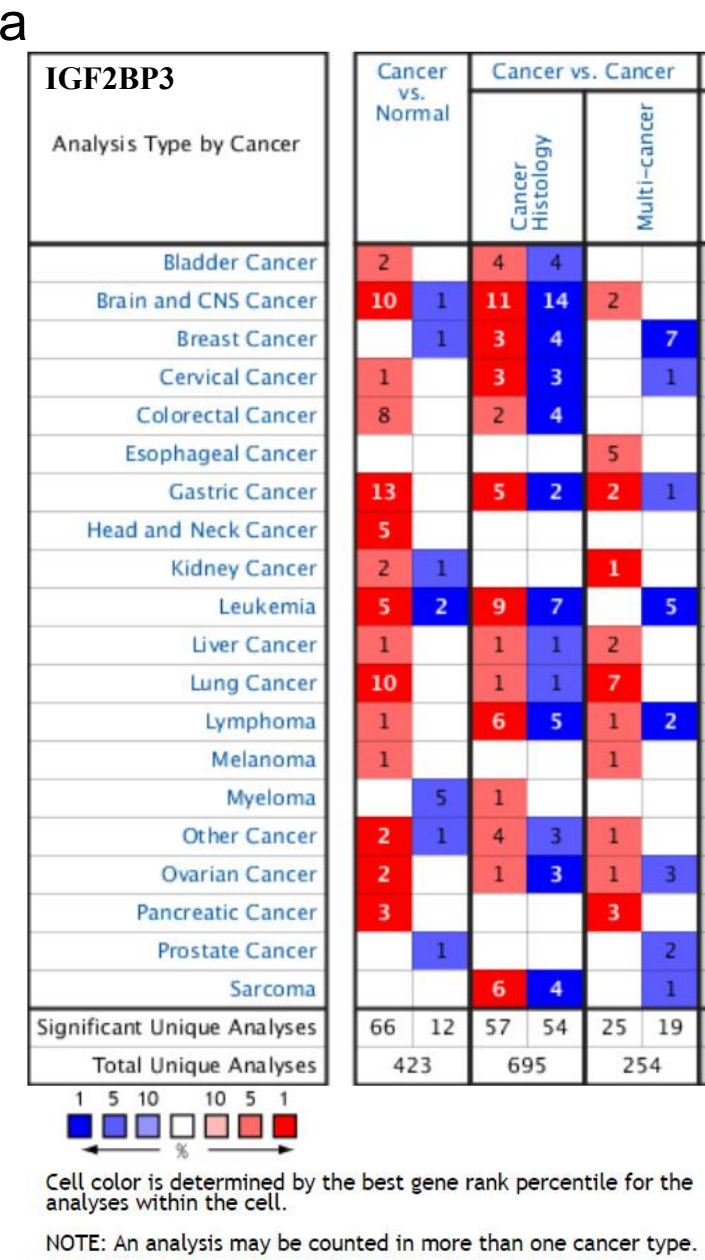 a
IGF2BP3
Analysis Type by Cancer
Cancer
vs.
Normal
Cancer vs. Cancer
Cancer
Histology
Multi-cancer
Bladder Cancer 2 4 4
Brain and CNS Cancer 10 1 11 14 2
Breast Cancer 1 3 4 7
Cervical Cancer 1 3 3 1
Colorectal Cancer 8 2 4
Esophageal Cancer 5
Gastric Cancer 13 5 2 2 1
Head and Neck Cancer 5
Kidney Cancer 2 1 1
Leukemia 5 2 9 7 5
Liver Cancer 1 1 1 2
Lung Cancer 10 1 1 7
Lymphoma 1 6 5 1 2
Melanoma 1 1
Myeloma 5 1
Other Cancer 2 1 4 3 1
Ovarian Cancer 2 1 3 1 3
Pancreatic Cancer 3 3
Prostate Cancer 1 2
Sarcoma 6 4 1
Significant Unique Analyses 66 12 57 54 25 19
Total Unique Analyses 423 695 254
1 5 10 10 5 1
%
Cell color is determined by the best gene rank percentile for the
analyses within the cell.
NOTE: An analysis may be counted in more than one cancer type.